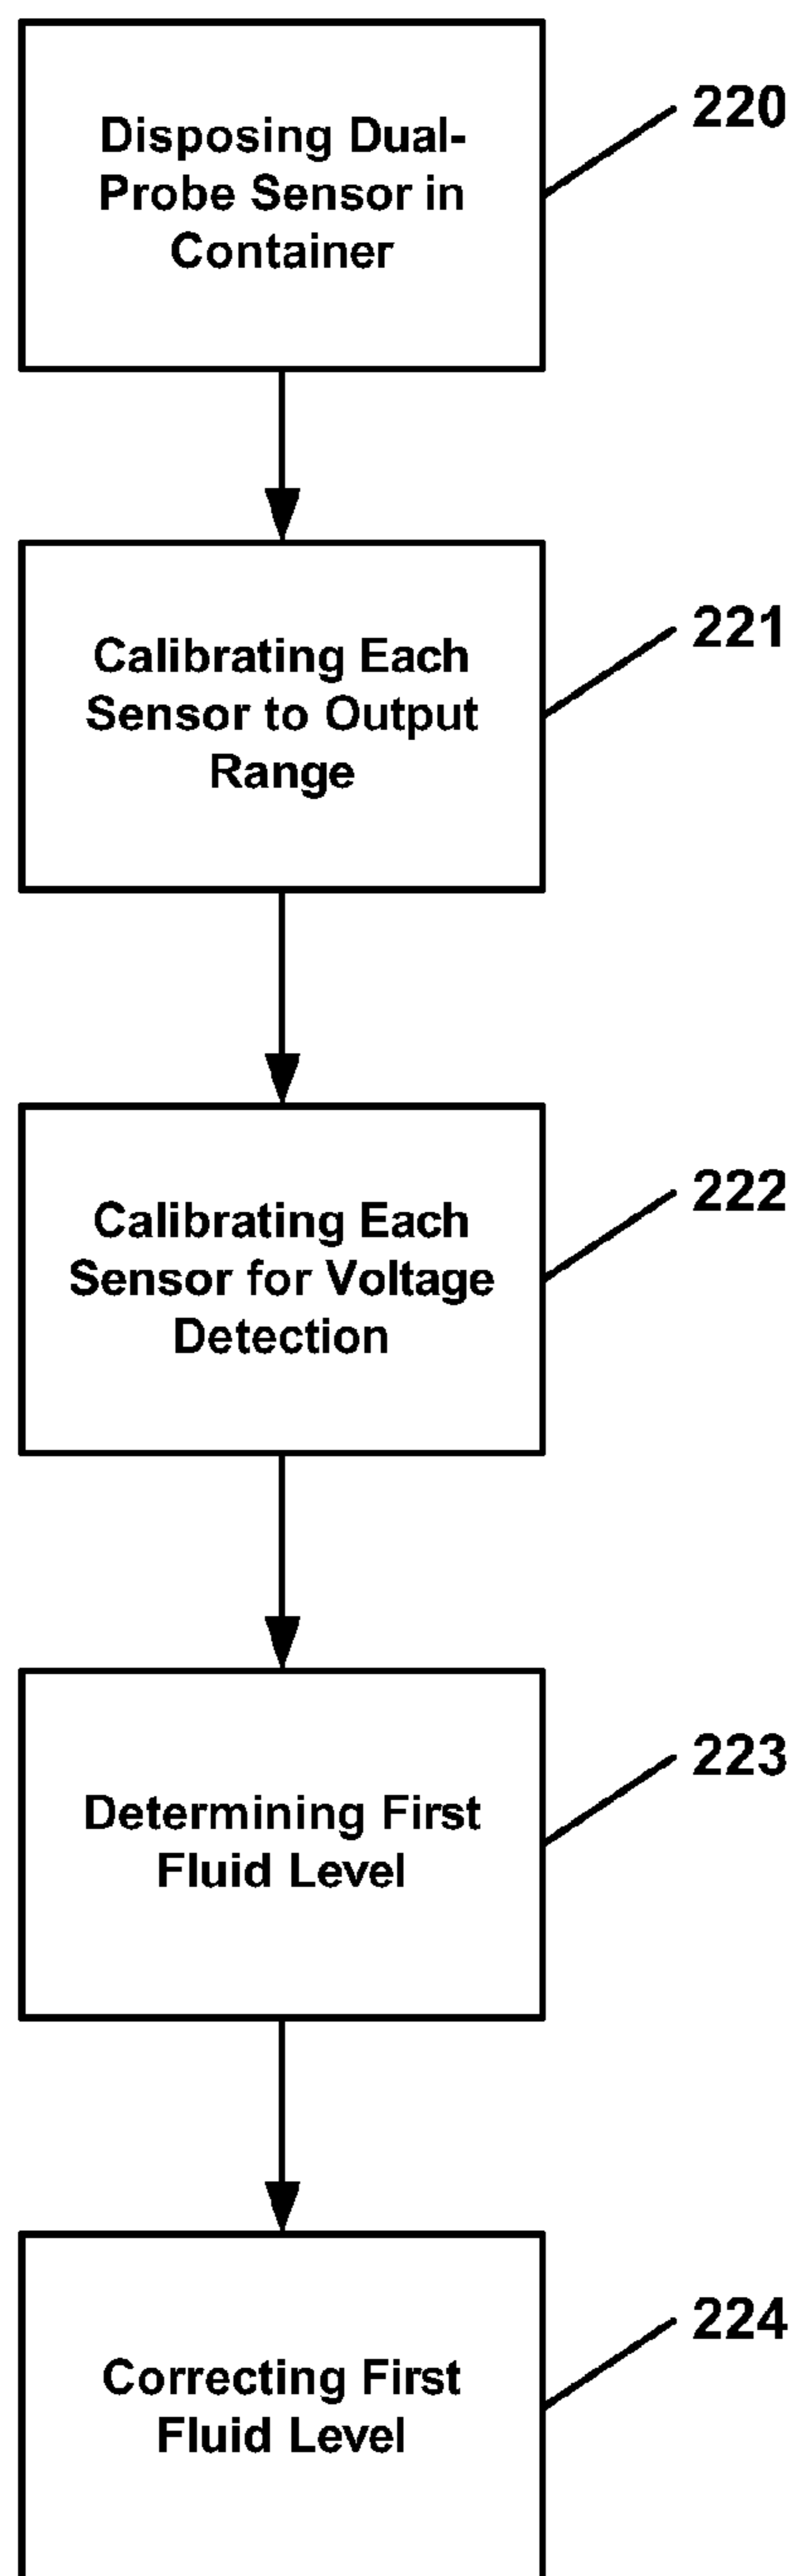 Disposing Dual-
Probe Sensor in
Container
220
Calibrating Each
Sensor to Output
Range
221
Calibrating Each
Sensor for Voltage
Detection
222
Determining First
Fluid Level
223
Correcting First
Fluid Level
224